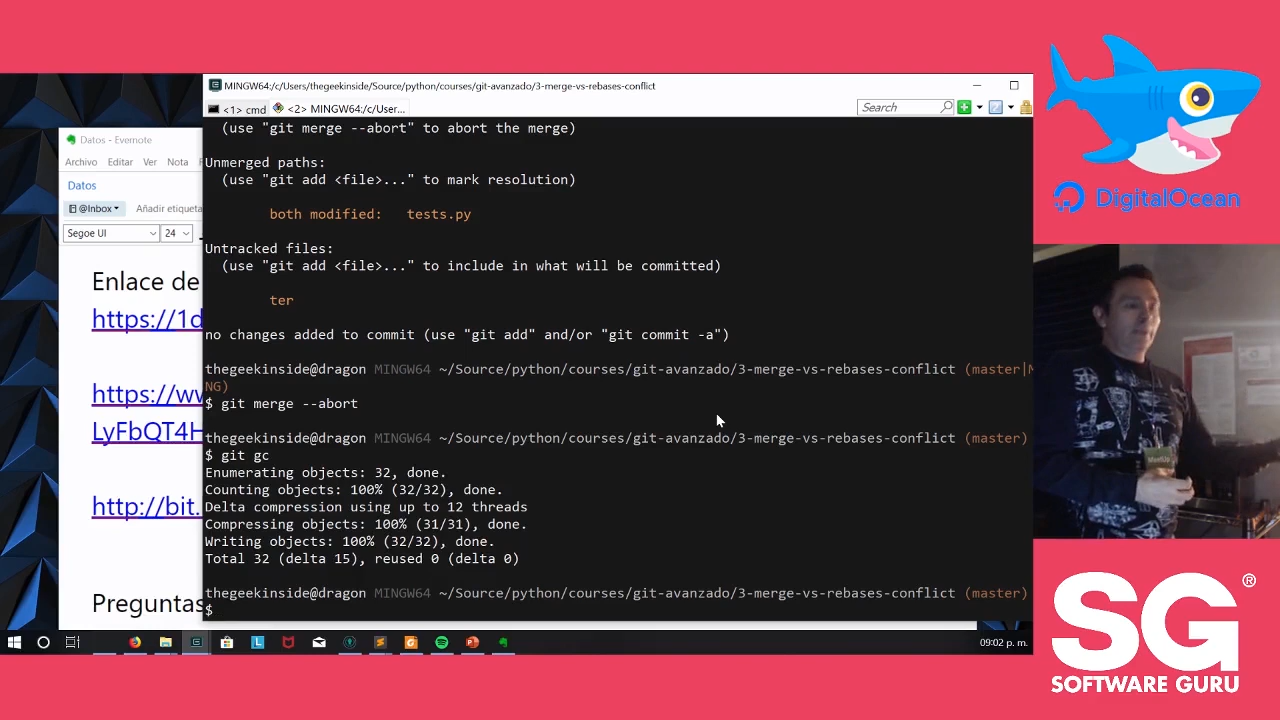 MINGW64:/c/Users/thegeekinside/Source/python/courses/git-avanzado/3-merge-vs-rebases-conflict
<1> cmd
<2> MINGW64:/c/User...
Search
(use "git merge --abort" to abort the merge)
Unmerged paths:
(use "git add <file>..." to mark resolution)
both modified: tests.py
Untracked files:
(use "git add <file>..." to include in what will be committed)
ter
no changes added to commit (use "git add" and/or "git commit -a")
thegeekinside@dragon MINGW64 ~/Source/python/courses/git-avanzado/3-merge-vs-rebases-conflict (master|M
NG)
$ git merge --abort
thegeekinside@dragon MINGW64 ~/Source/python/courses/git-avanzado/3-merge-vs-rebases-conflict (master)
$ git gc
Enumerating objects: 32, done.
Counting objects: 100% (32/32), done.
Delta compression using up to 12 threads
Compressing objects: 100% (31/31), done.
Writing objects: 100% (32/32), done.
Total 32 (delta 15), reused 0 (delta 0)
thegeekinside@dragon MINGW64 ~/Source/python/courses/git-avanzado/3-merge-vs-rebases-conflict (master)
$
Datos - Evernote
Archivo Editar Ver Nota
Datos
@Inbox
Añadir etiqueta
Segoe UI 24
Enlace de
https://1d
https://wv
LyFbQT4H
http://bit.
Preguntas
09:02 p. m.
DigitalOcean
SG®
SOFTWARE GURU